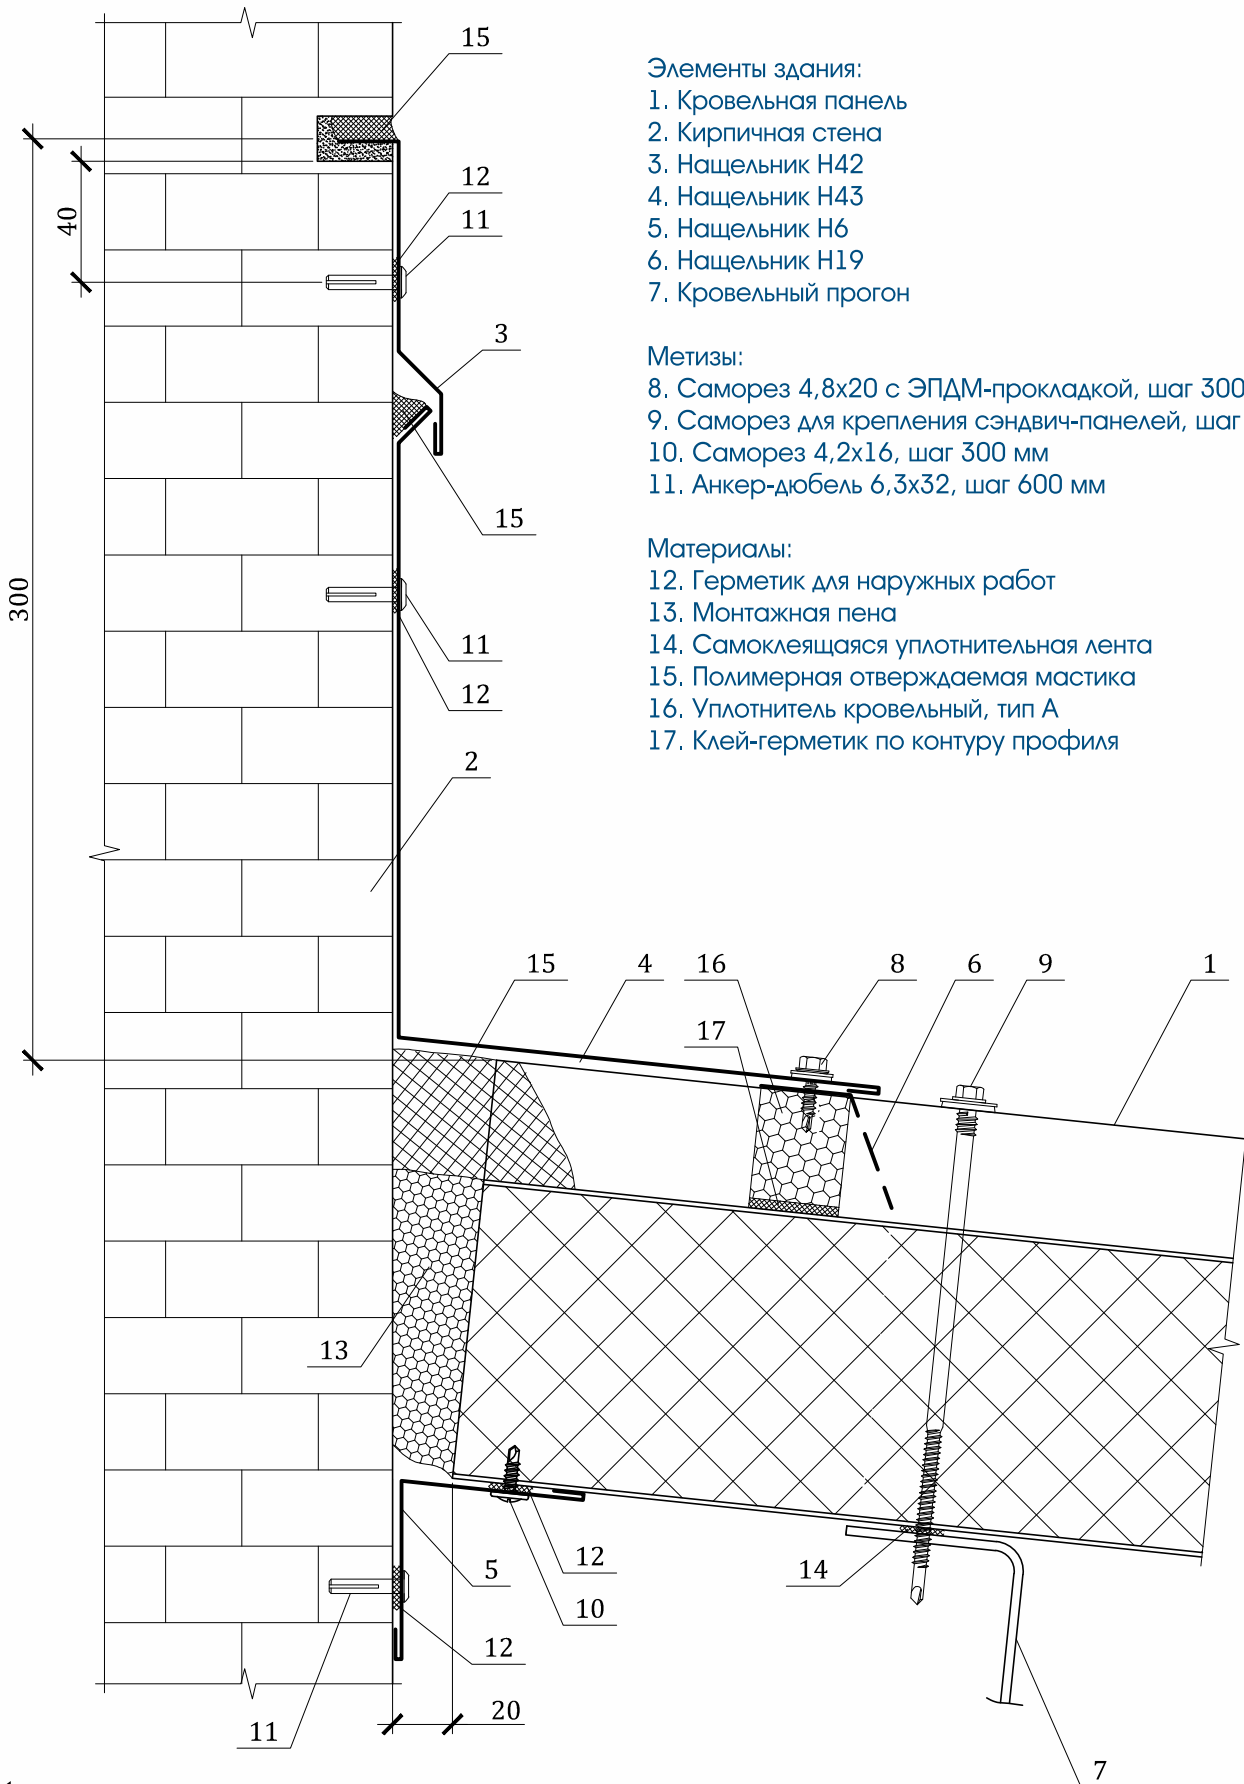 15
Элементы здания:
1. Кровельная панель
2. Кирпичная стена
3. Нащельник Н42
4. Нащельник Н43
5. Нащельник Н6
6. Нащельник Н19
7. Кровельный прогон
12
11
40
3
Метизы:
8. Саморез 4,8х20 с ЭПДМ-прокладкой, шаг 300
9. Саморез для крепления сэндвич-панелей, шаг
10. Саморез 4,2х16, шаг 300 мм
11. Анкер-дюбель 6,3х32, шаг 600 мм
15
Материалы:
12. Герметик для наружных работ
13. Монтажная пена
14. Самоклеящаяся уплотнительная лента
15. Полимерная отверждаемая мастика
16. Уплотнитель кровельный, тип А
17. Клей-герметик по контуру профиля
300
11
12
2
15
4
16
8
6
9
1
17
13
12
5
14
10
12
20
11
7